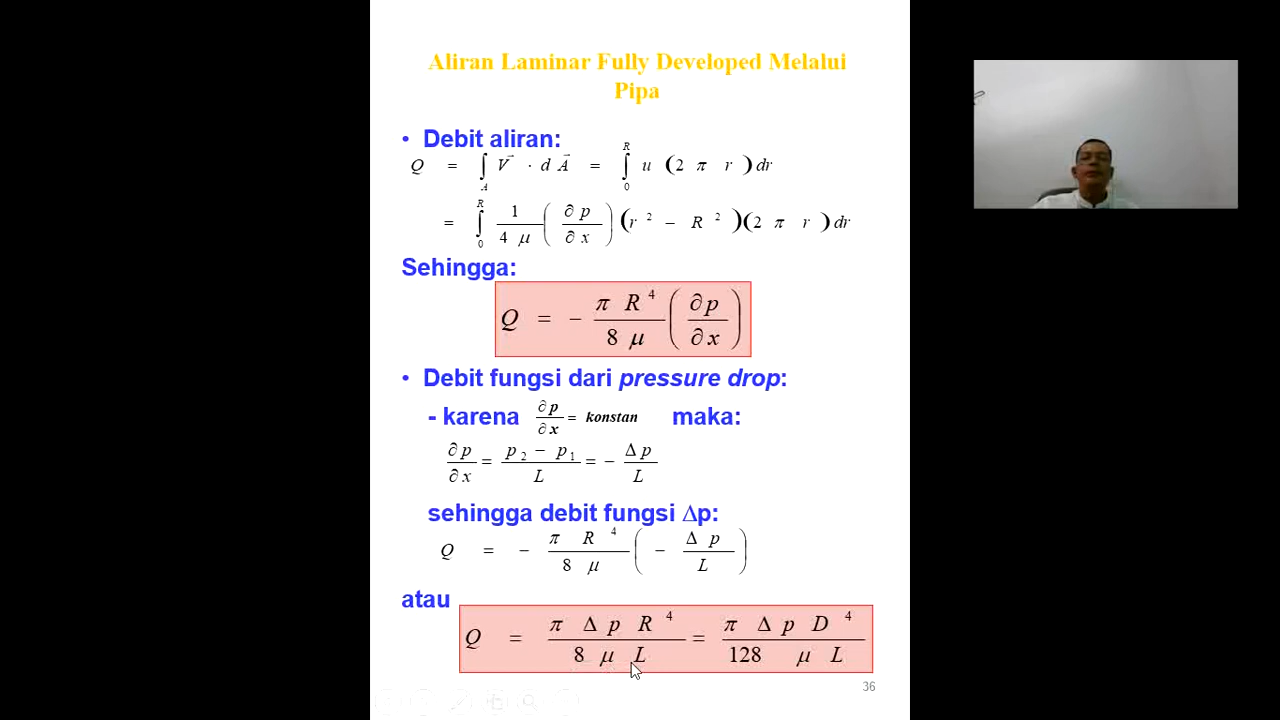 Aliran Laminar Fully Developed Melalui
Pipa
• Debit aliran:
Q = ∫_A V⃗ · d A⃗ = ∫_0^R u (2 π r) dr
= ∫_0^R 1/(4 μ) (∂p/∂x) (r² − R²)(2 π r) dr
Sehingga:
Q = − (π R⁴)/(8 μ) (∂p/∂x)
• Debit fungsi dari pressure drop:
- karena ∂p/∂x = konstan maka:
∂p/∂x = (p₂ − p₁)/L = − Δp/L
sehingga debit fungsi Δp:
Q = − (π R⁴)/(8 μ) (− Δp/L)
atau
Q = (π Δp R⁴)/(8 μ L) = (π Δp D⁴)/(128 μ L)
36